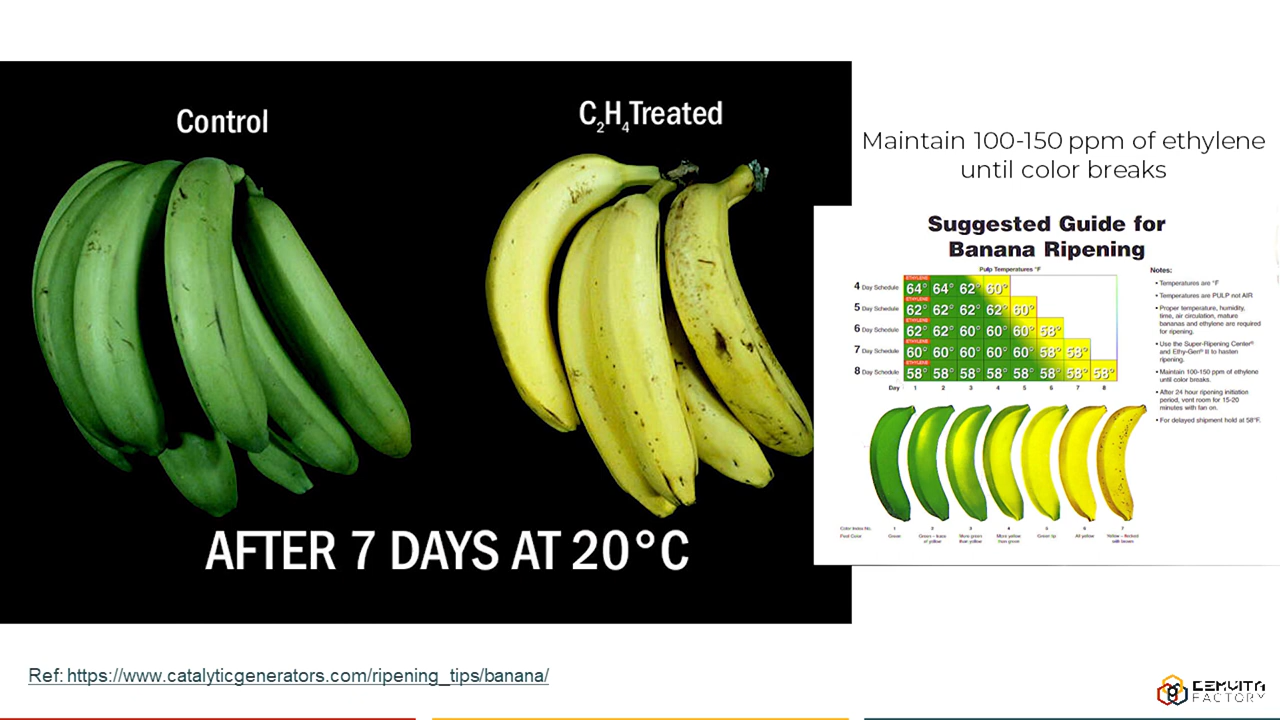 Control
C2H4Treated
AFTER 7 DAYS AT 20°C
Maintain 100-150 ppm of ethylene
until color breaks
Suggested Guide for
Banana Ripening
Pulp Temperatures °F
ETHYLENE
4 Day Schedule 64° 64° 62° 60°
ETHYLENE
5 Day Schedule 62° 62° 62° 62° 60°
ETHYLENE
6 Day Schedule 62° 62° 60° 60° 60° 58°
ETHYLENE
7 Day Schedule 60° 60° 60° 60° 60° 58° 58°
ETHYLENE
8 Day Schedule 58° 58° 58° 58° 58° 58° 58° 58°
Day 1 2 3 4 5 6 7 8
Notes:
• Temperatures are °F
• Temperatures are PULP not AIR
• Proper temperature, humidity,
time, air circulation, mature
bananas and ethylene are required
for ripening.
• Use the Super-Ripening Center®
and Ethy-Gen® II to hasten
ripening.
• Maintain 100-150 ppm of ethylene
until color breaks.
• After 24 hour ripening initiation
period, vent room for 15-20
minutes with fan on.
• For delayed shipment hold at 58°F.
Color Index No. 1 2 3 4 5 6 7
Peel Color Green Green - trace More green More yellow Green tip All yellow Yellow - flecked
of yellow than yellow than green with brown
Ref: https://www.catalyticgenerators.com/ripening_tips/banana/
CEMVITA
FACTORY